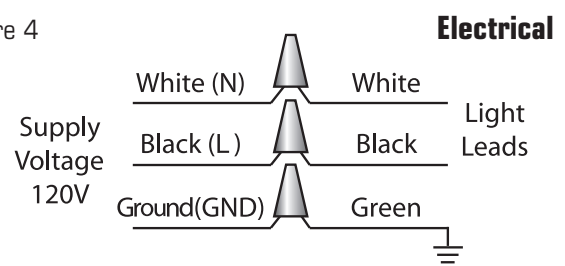 re 4
Electrical
White (N)
White
Supply
Voltage
120V
Black (L )
Black
Light
Leads
Ground(GND)
Green